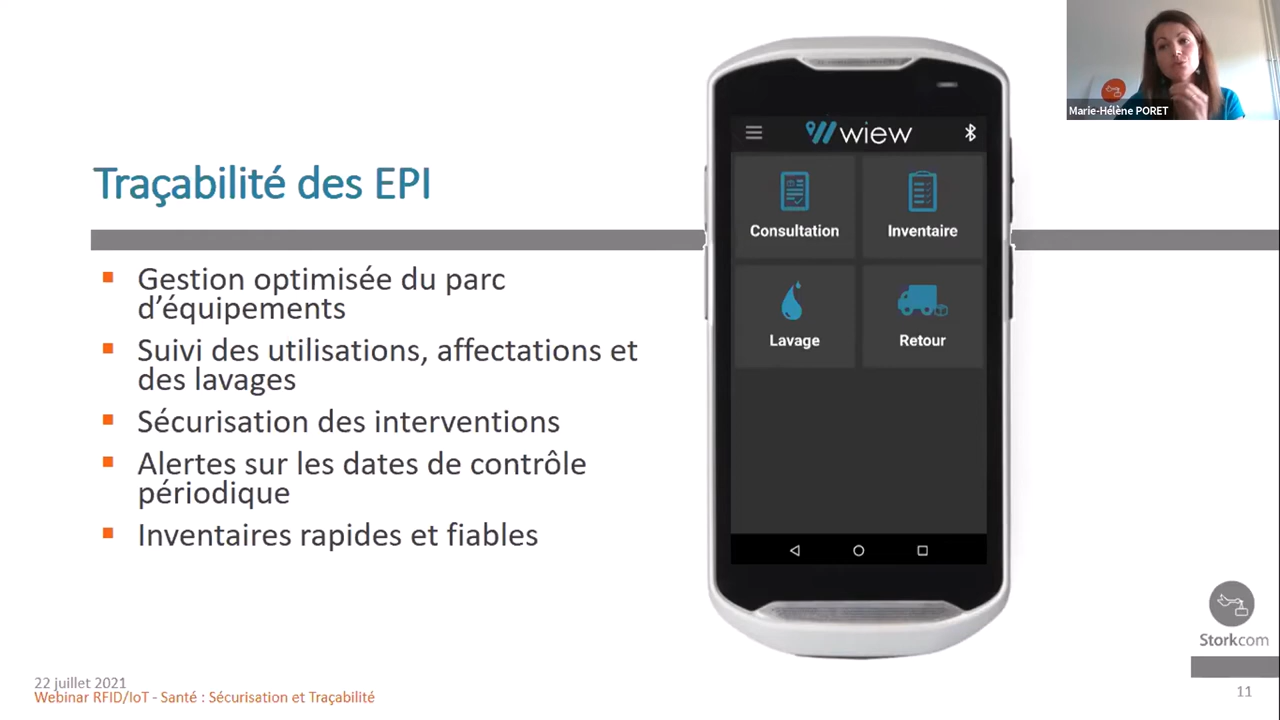 Marie-Hélène PORET
Traçabilité des EPI
Gestion optimisée du parc
d'équipements
Suivi des utilisations, affectations et
des lavages
Sécurisation des interventions
Alertes sur les dates de contrôle
périodique
Inventaires rapides et fiables
wiew
Consultation
Inventaire
Lavage
Retour
Storkcom
22 juillet 2021
Webinar RFID/IoT - Santé : Sécurisation et Traçabilité
11